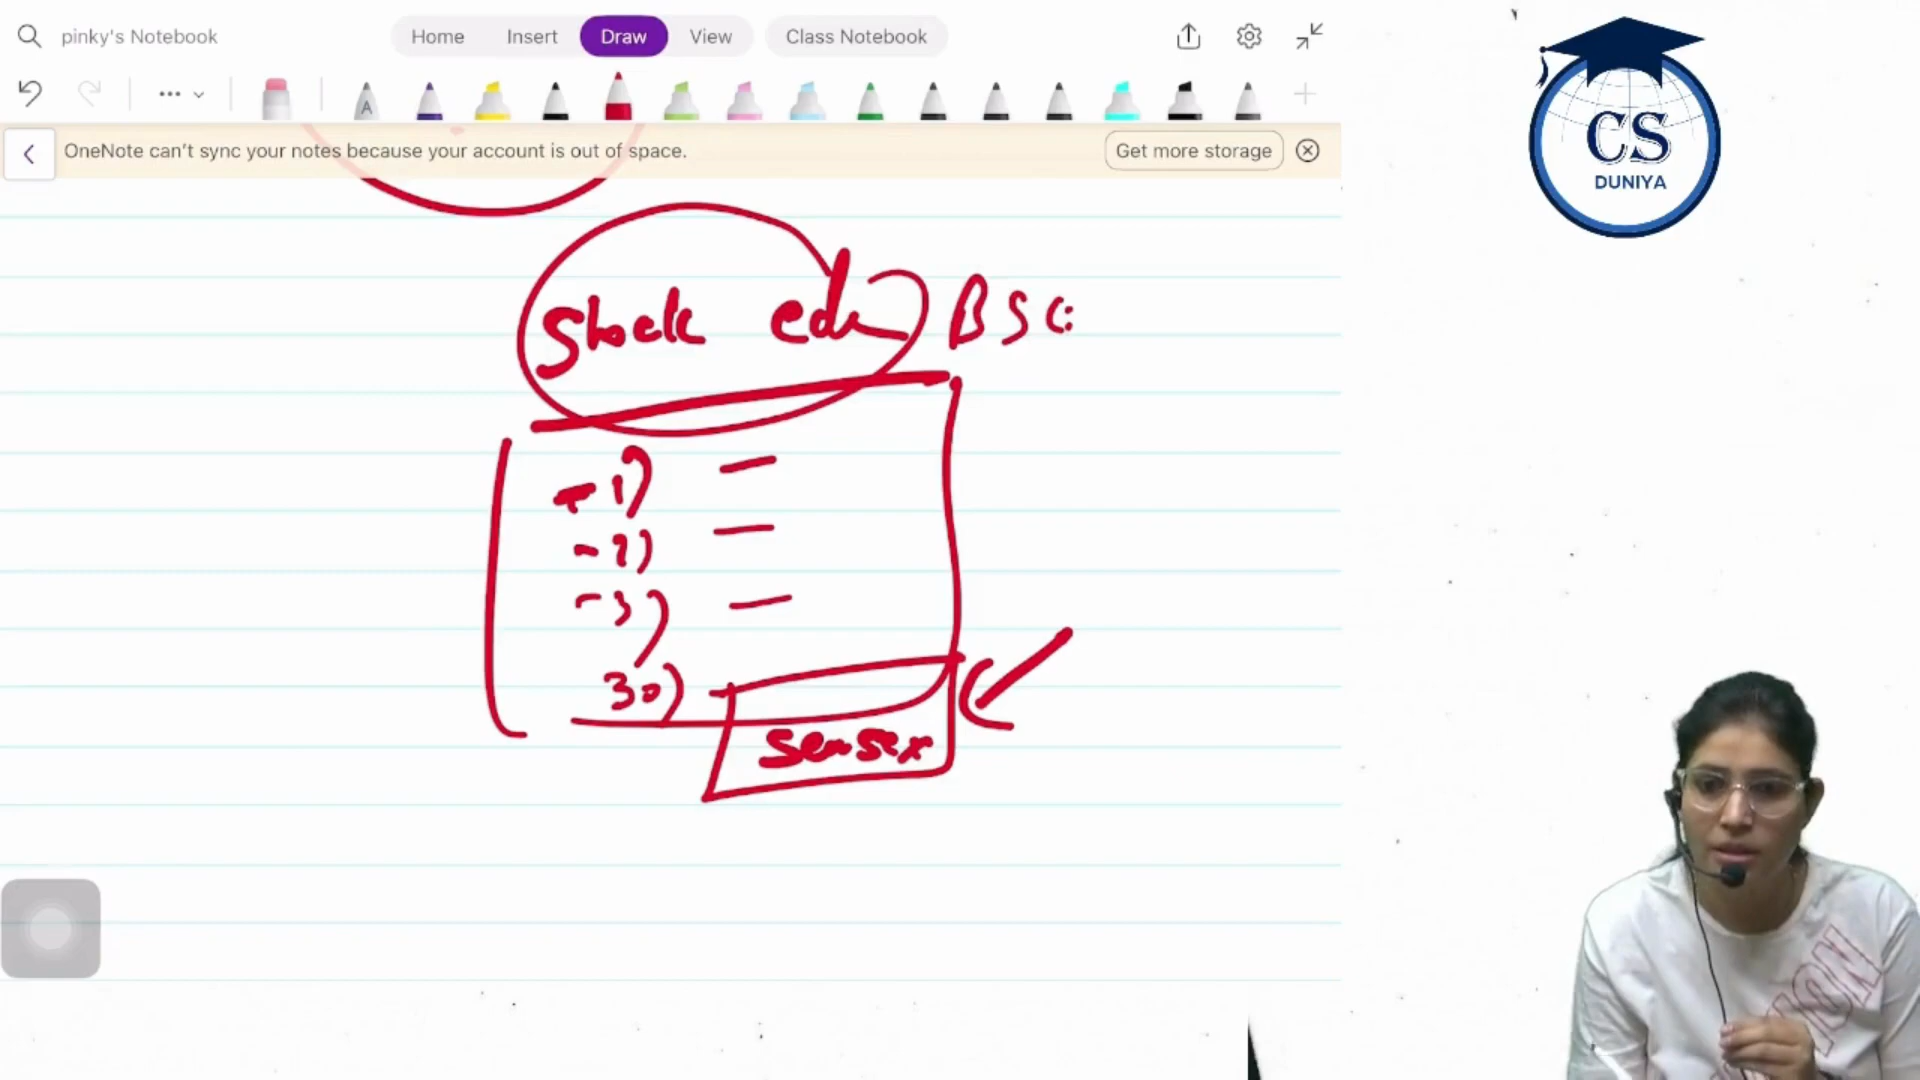 pinky's Notebook
Home Insert Draw View Class Notebook
A
OneNote can't sync your notes because your account is out of space.
Get more storage
CS
DUNIYA
Stock BSE
1)
2)
3)
30)
Sensex